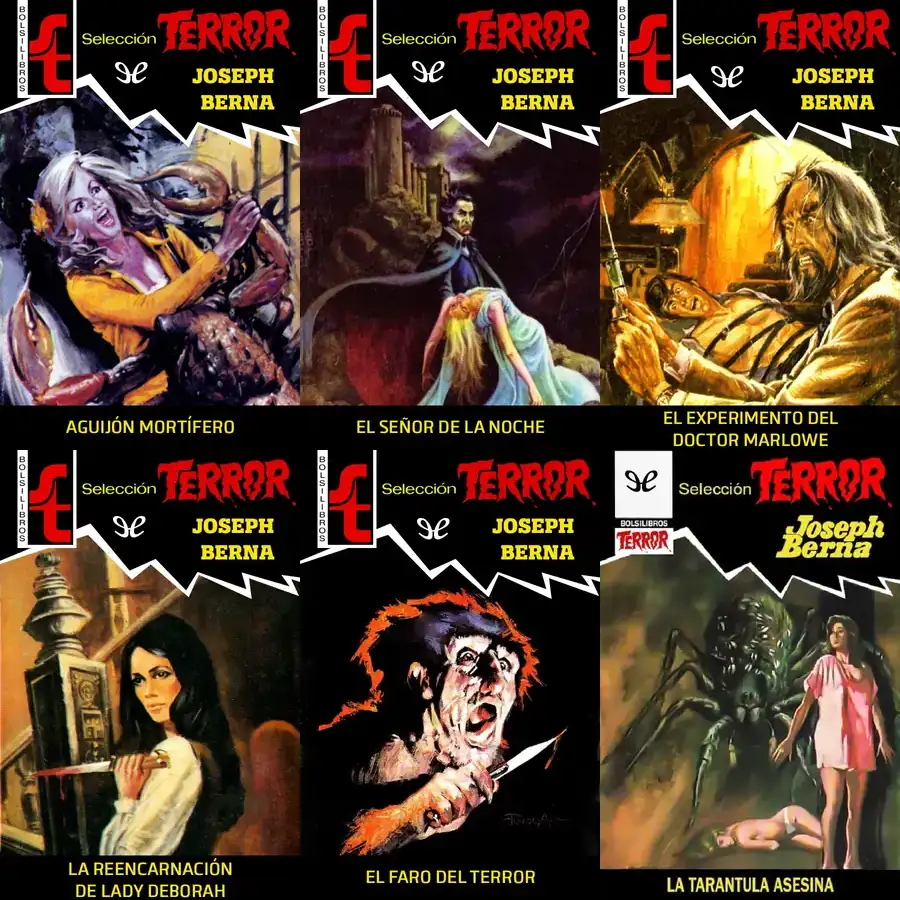 BOLSILIBROS
Selección TERROR
JOSEPH
BERNA
AGUIJÓN MORTÍFERO
BOLSILIBROS
Selección TERROR
JOSEPH
BERNA
EL SEÑOR DE LA NOCHE
BOLSILIBROS
Selección TERROR
JOSEPH
BERNA
EL EXPERIMENTO DEL
DOCTOR MARLOWE
BOLSILIBROS
Selección TERROR
JOSEPH
BERNA
LA REENCARNACIÓN
DE LADY DEBORAH
BOLSILIBROS
Selección TERROR
JOSEPH
BERNA
EL FARO DEL TERROR
BOLSILIBROS
TERROR
Selección TERROR
Joseph
Berna
LA TARANTULA ASESINA